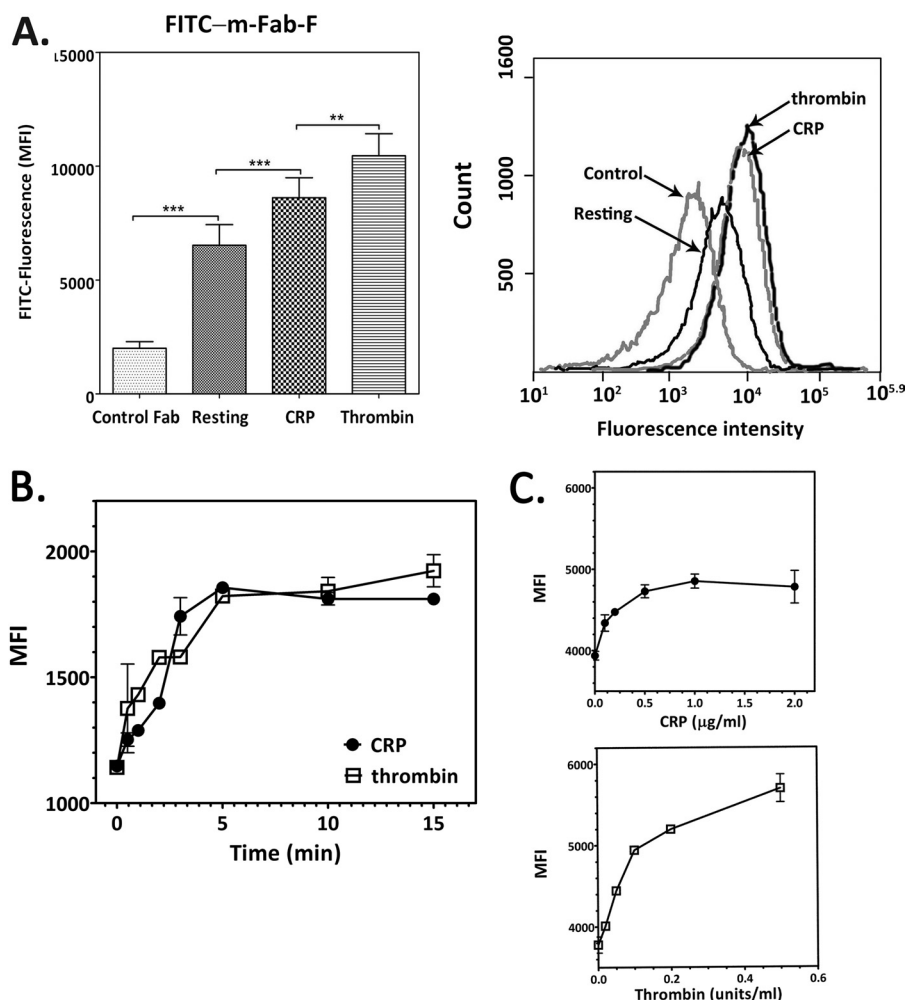 A.
FITC–m-Fab-F
15000
10000
5000
0
FITC-Fluorescence (MFI)
***
***
**
Control Fab
Resting
CRP
Thrombin
1600
1000
500
Count
thrombin
CRP
Control
Resting
10¹
10²
10³
10⁴
10⁵
10⁵·⁹
Fluorescence intensity
B.
2000
1800
1500
1000
MFI
CRP
thrombin
0
5
10
15
Time (min)
C.
6000
5000
4000
MFI
0.0
0.5
1.0
1.5
2.0
CRP (µg/ml)
6000
5000
4000
MFI
0.0
0.2
0.4
0.6
Thrombin (units/ml)